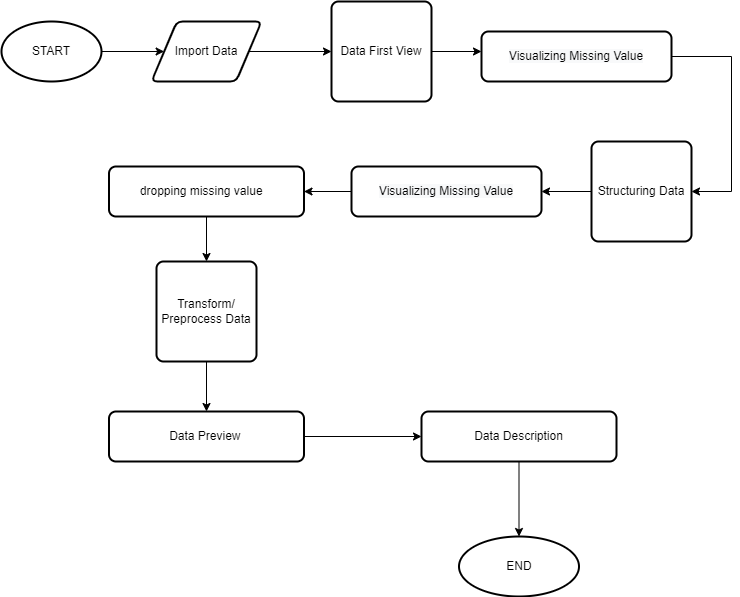 START
Import Data
Data First View
Visualizing Missing Value
Structuring Data
Visualizing Missing Value
dropping missing value
Transform/
Preprocess Data
Data Preview
Data Description
END